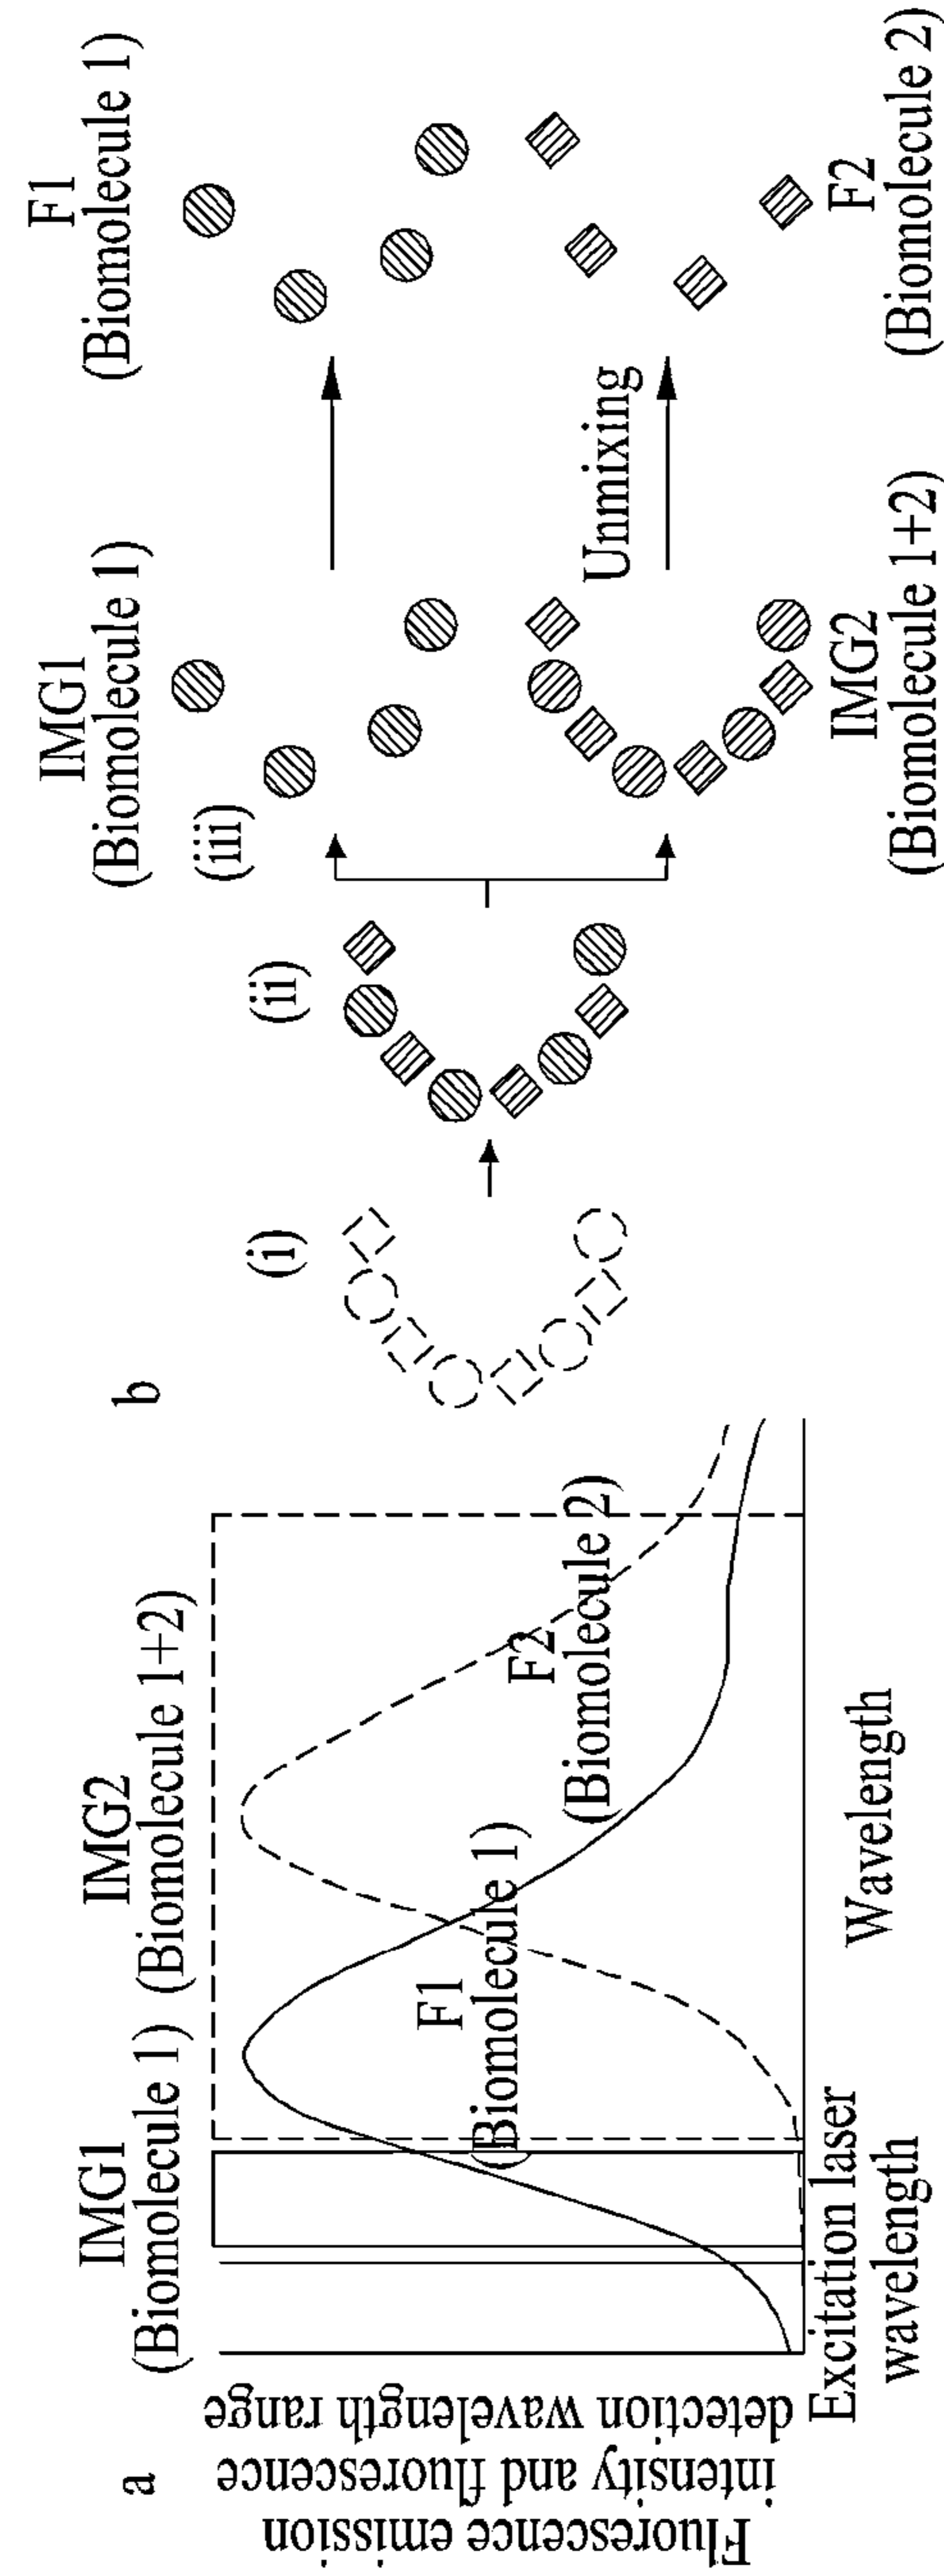 a
Fluorescence emission
intensity and fluorescence
detection wavelength range
IMG1
(Biomolecule 1)
IMG2
(Biomolecule 1+2)
F1
(Biomolecule 1)
F2
(Biomolecule 2)
Excitation laser
wavelength
Wavelength
b
(i)
(ii)
(iii)
IMG1
(Biomolecule 1)
IMG2
(Biomolecule 1+2)
Unmixing
F1
(Biomolecule 1)
F2
(Biomolecule 2)